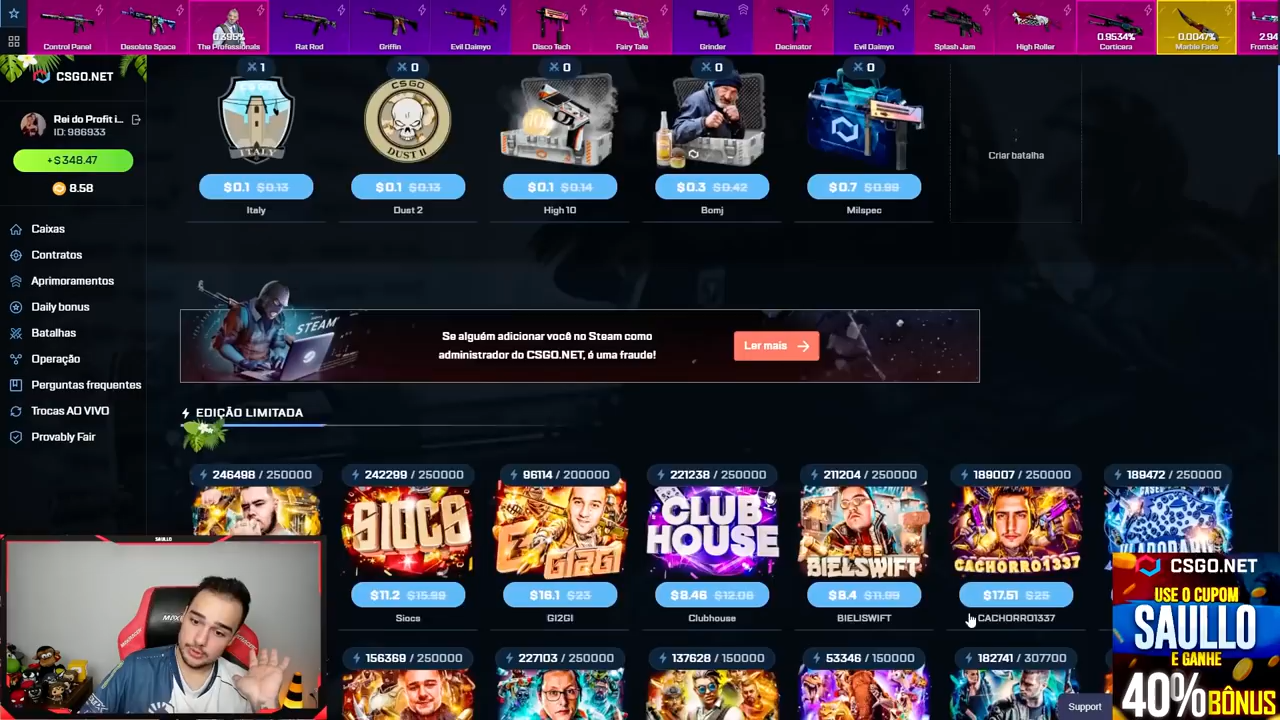 0.395%
0.9534%
0.0047%
2.94
Control Panel
Desolate Space
The Professionals
Rat Rod
Griffin
Evil Daimyo
Disco Tech
Fairy Tale
Grinder
Decimator
Evil Daimyo
Splash Jam
High Roller
Corticera
Marble Fade
Frontsid
CSGO.NET
Rei do Profit i...
ID: 986933
+$348.47
8.58
Caixas
Contratos
Aprimoramentos
Daily bonus
Batalhas
Operação
Perguntas frequentes
Trocas AO VIVO
Provably Fair
1
0
0
0
0
ITALY
CSGO
DUST II
$0.1 $0.13
$0.1 $0.13
$0.1 $0.14
$0.3 $0.42
$0.7 $0.99
Italy
Dust 2
High 10
Bomj
Milspec
Criar batalha
STEAM
Se alguém adicionar você no Steam como
administrador do CSGO.NET, é uma fraude!
Ler mais
EDIÇÃO LIMITADA
246498 / 250000
242299 / 250000
96114 / 200000
221238 / 250000
211204 / 250000
189007 / 250000
189472 / 250000
SIOCS
GI2GI
CLUB
HOUSE
CASE
BIELSWIFT
CACHORRO1337
$11.2 $15.99
$16.1 $23
$8.46 $12.08
$8.4 $11.99
$17.51 $25
Siocs
GI2GI
Clubhouse
BIELSWIFT
CACHORRO1337
156369 / 250000
227103 / 250000
137628 / 150000
53346 / 150000
182741 / 307700
SAULLO
Support
CSGO.NET
USE O CUPOM
SAULLO
E GANHE
40% BÔNUS